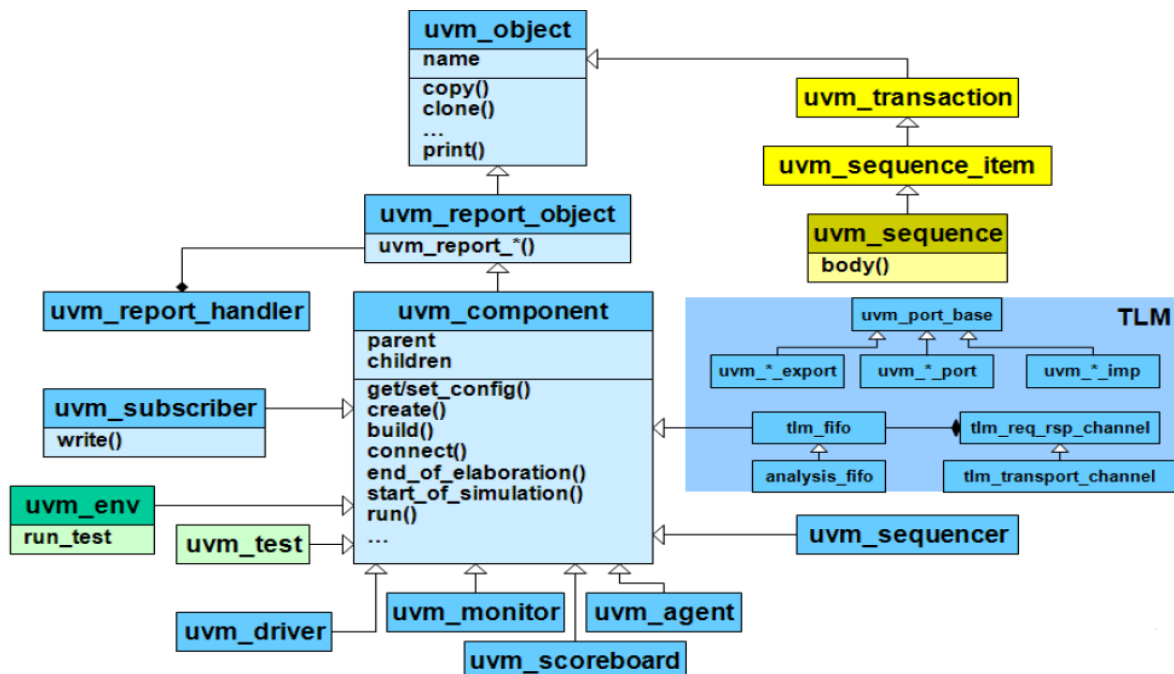 uvm_object
name
copy()
clone()
...
print()
uvm_transaction
uvm_sequence_item
uvm_sequence
body()
uvm_report_object
uvm_report_*()
uvm_report_handler
uvm_component
parent
children
get/set_config()
create()
build()
connect()
end_of_elaboration()
start_of_simulation()
run()
...
TLM
uvm_port_base
uvm_*_export
uvm_*_port
uvm_*_imp
tlm_fifo
tlm_req_rsp_channel
analysis_fifo
tlm_transport_channel
uvm_subscriber
write()
uvm_env
run_test
uvm_test
uvm_sequencer
uvm_driver
uvm_monitor
uvm_agent
uvm_scoreboard